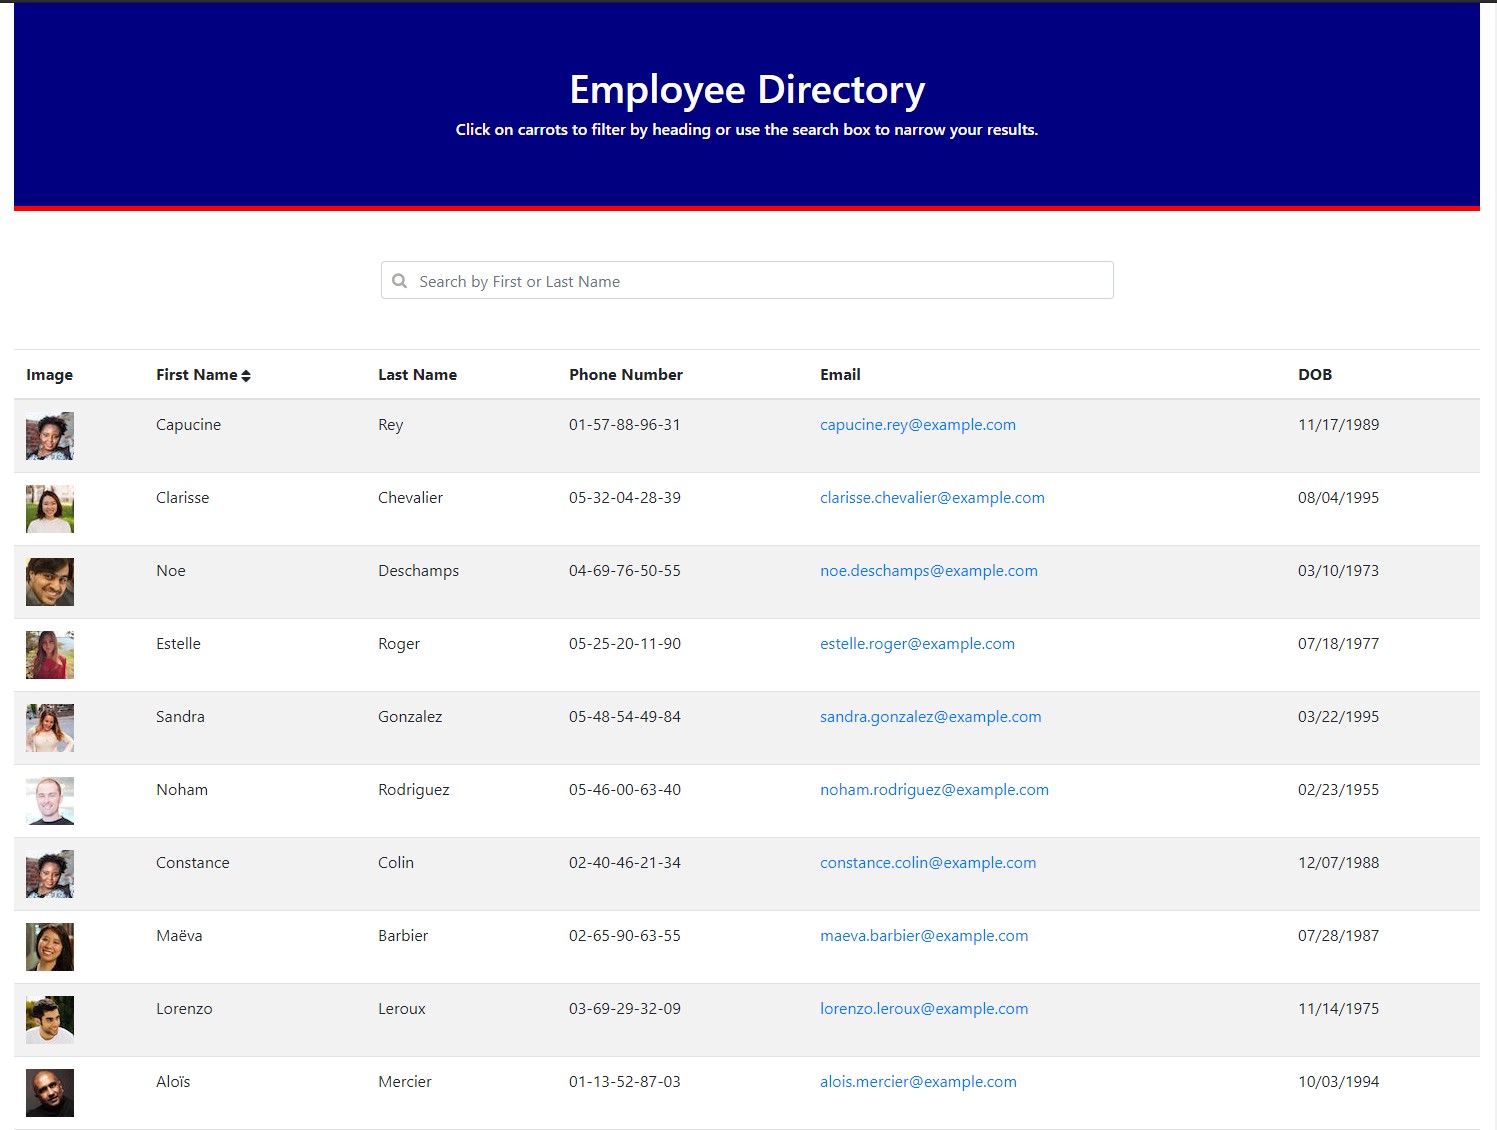 Employee Directory
Click on carrots to filter by heading or use the search box to narrow your results.
Search by First or Last Name
Image First Name Last Name Phone Number Email DOB
Capucine Rey 01-57-88-96-31 capucine.rey@example.com 11/17/1989
Clarisse Chevalier 05-32-04-28-39 clarisse.chevalier@example.com 08/04/1995
Noe Deschamps 04-69-76-50-55 noe.deschamps@example.com 03/10/1973
Estelle Roger 05-25-20-11-90 estelle.roger@example.com 07/18/1977
Sandra Gonzalez 05-48-54-49-84 sandra.gonzalez@example.com 03/22/1995
Noham Rodriguez 05-46-00-63-40 noham.rodriguez@example.com 02/23/1955
Constance Colin 02-40-46-21-34 constance.colin@example.com 12/07/1988
Maëva Barbier 02-65-90-63-55 maeva.barbier@example.com 07/28/1987
Lorenzo Leroux 03-69-29-32-09 lorenzo.leroux@example.com 11/14/1975
Aloïs Mercier 01-13-52-87-03 alois.mercier@example.com 10/03/1994